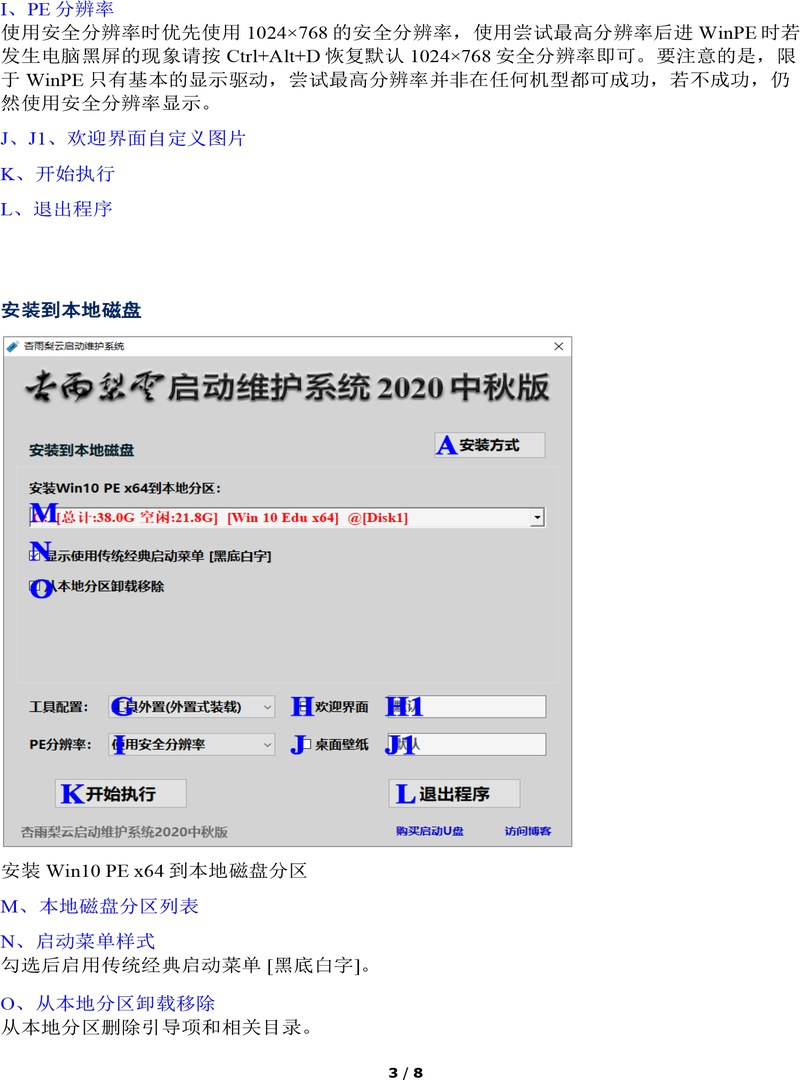 I、PE 分辨率
使用安全分辨率时优先使用 1024×768 的安全分辨率，使用尝试最高分辨率后进 WinPE 时若
发生电脑黑屏的现象请按 Ctrl+Alt+D 恢复默认 1024×768 安全分辨率即可。要注意的是，限
于 WinPE 只有基本的显示驱动，尝试最高分辨率并非在任何机型都可成功，若不成功，仍
然使用安全分辨率显示。
J、J1、欢迎界面自定义图片
K、开始执行
L、退出程序
安装到本地磁盘
杏雨梨云启动维护系统
杏雨梨雲启动维护系统 2020 中秋版
安装到本地磁盘
A 安装方式
安装Win10 PE x64到本地分区：
M [总计:38.0G 空闲:21.8G] [Win 10 Edu x64] @[Disk1]
N 显示使用传统经典启动菜单 [黑底白字]
O 从本地分区卸载移除
工具配置： G 工具外置(外置式装载) H 欢迎界面 H1 默认
PE分辨率： I 使用安全分辨率 J 桌面壁纸 J1 默认
K 开始执行 L 退出程序
杏雨梨云启动维护系统2020中秋版 购买启动U盘 访问博客
安装 Win10 PE x64 到本地磁盘分区
M、本地磁盘分区列表
N、启动菜单样式
勾选后启用传统经典启动菜单 [黑底白字]。
O、从本地分区卸载移除
从本地分区删除引导项和相关目录。
3 / 8